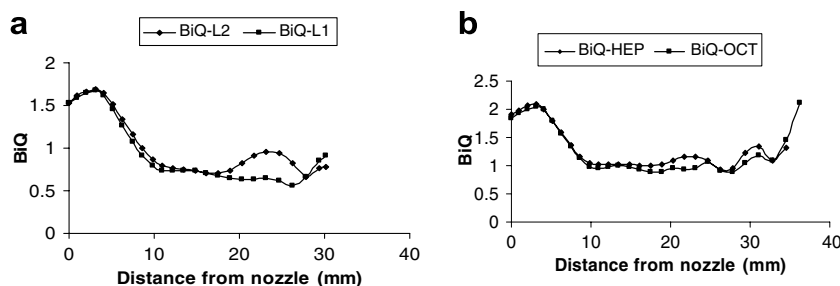 a
BiQ-L2 BiQ-L1
2
1.5
1
0.5
0
BiQ
0 10 20 30 40
Distance from nozzle (mm)
b
BiQ-HEP BiQ-OCT
2.5
2
1.5
1
0.5
0
BiQ
0 10 20 30 40
Distance from nozzle (mm)